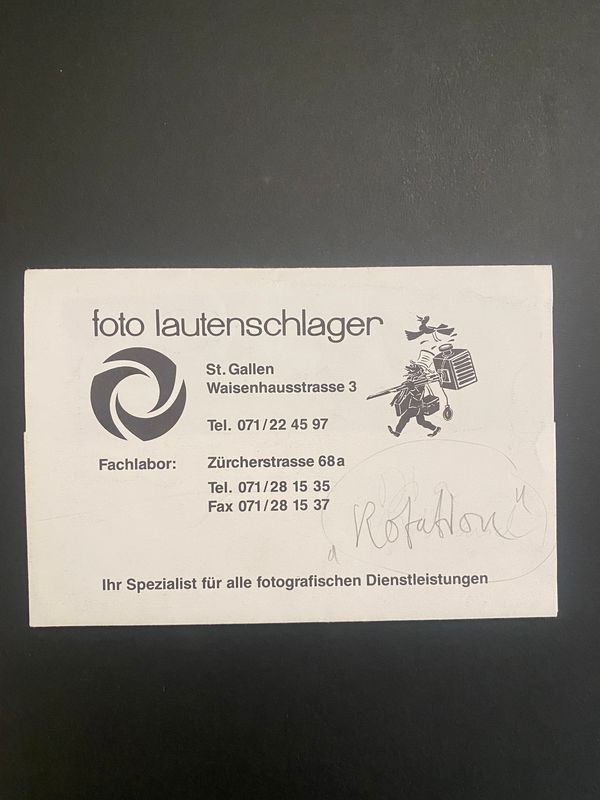 foto lautenschlager
St. Gallen
Waisenhausstrasse 3
Tel. 071/22 45 97
Fachlabor: Zürcherstrasse 68a
Tel. 071/28 15 35
Fax 071/28 15 37
„Rotation"
Ihr Spezialist für alle fotografischen Dienstleistungen